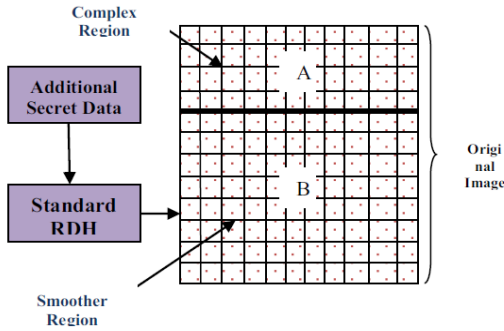 Complex
Region
A
Additional
Secret Data
Origi
nal
Image
B
Standard
RDH
Smoother
Region